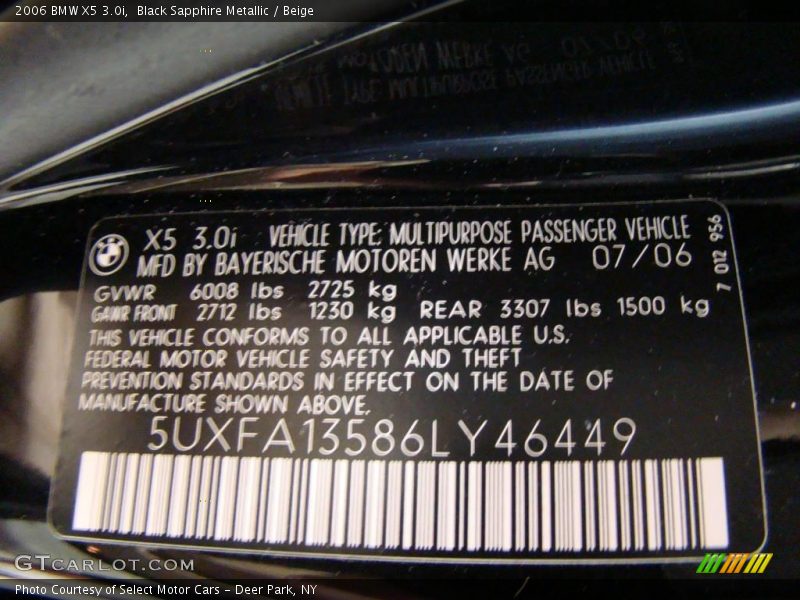 2006 BMW X5 3.0i, Black Sapphire Metallic / Beige
X5 3.0i VEHICLE TYPE: MULTIPURPOSE PASSENGER VEHICLE
MFD BY BAYERISCHE MOTOREN WERKE AG 07/06
7 012 956
GVWR 6008 lbs 2725 kg
GAWR FRONT 2712 lbs 1230 kg REAR 3307 lbs 1500 kg
THIS VEHICLE CONFORMS TO ALL APPLICABLE U.S.
FEDERAL MOTOR VEHICLE SAFETY AND THEFT
PREVENTION STANDARDS IN EFFECT ON THE DATE OF
MANUFACTURE SHOWN ABOVE.
5UXFA13586LY46449
GTCARLOT.COM
Photo Courtesy of Select Motor Cars - Deer Park, NY